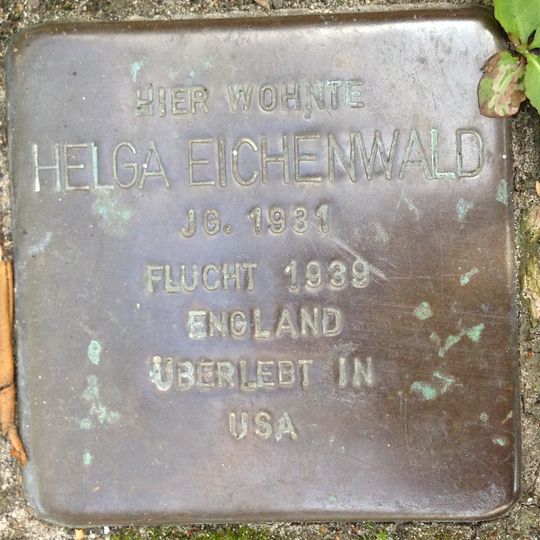 HIER WOHNTE
HELGA EICHENWALD
JG. 1931
FLUCHT 1939
ENGLAND
ÜBERLEBT IN
USA